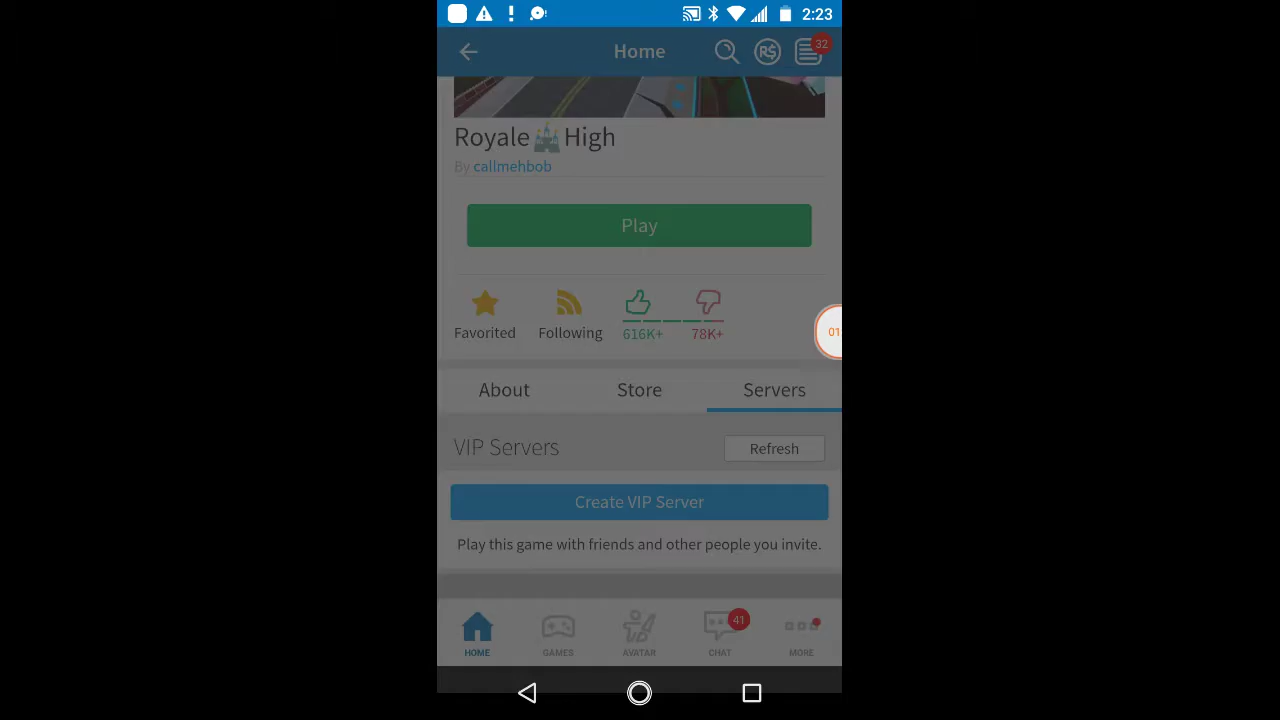 2:23
Home
R$
32
Royale High
By callmehbob
Play
Favorited
Following
616K+
78K+
01
About
Store
Servers
VIP Servers
Refresh
Create VIP Server
Play this game with friends and other people you invite.
41
HOME
GAMES
AVATAR
CHAT
MORE